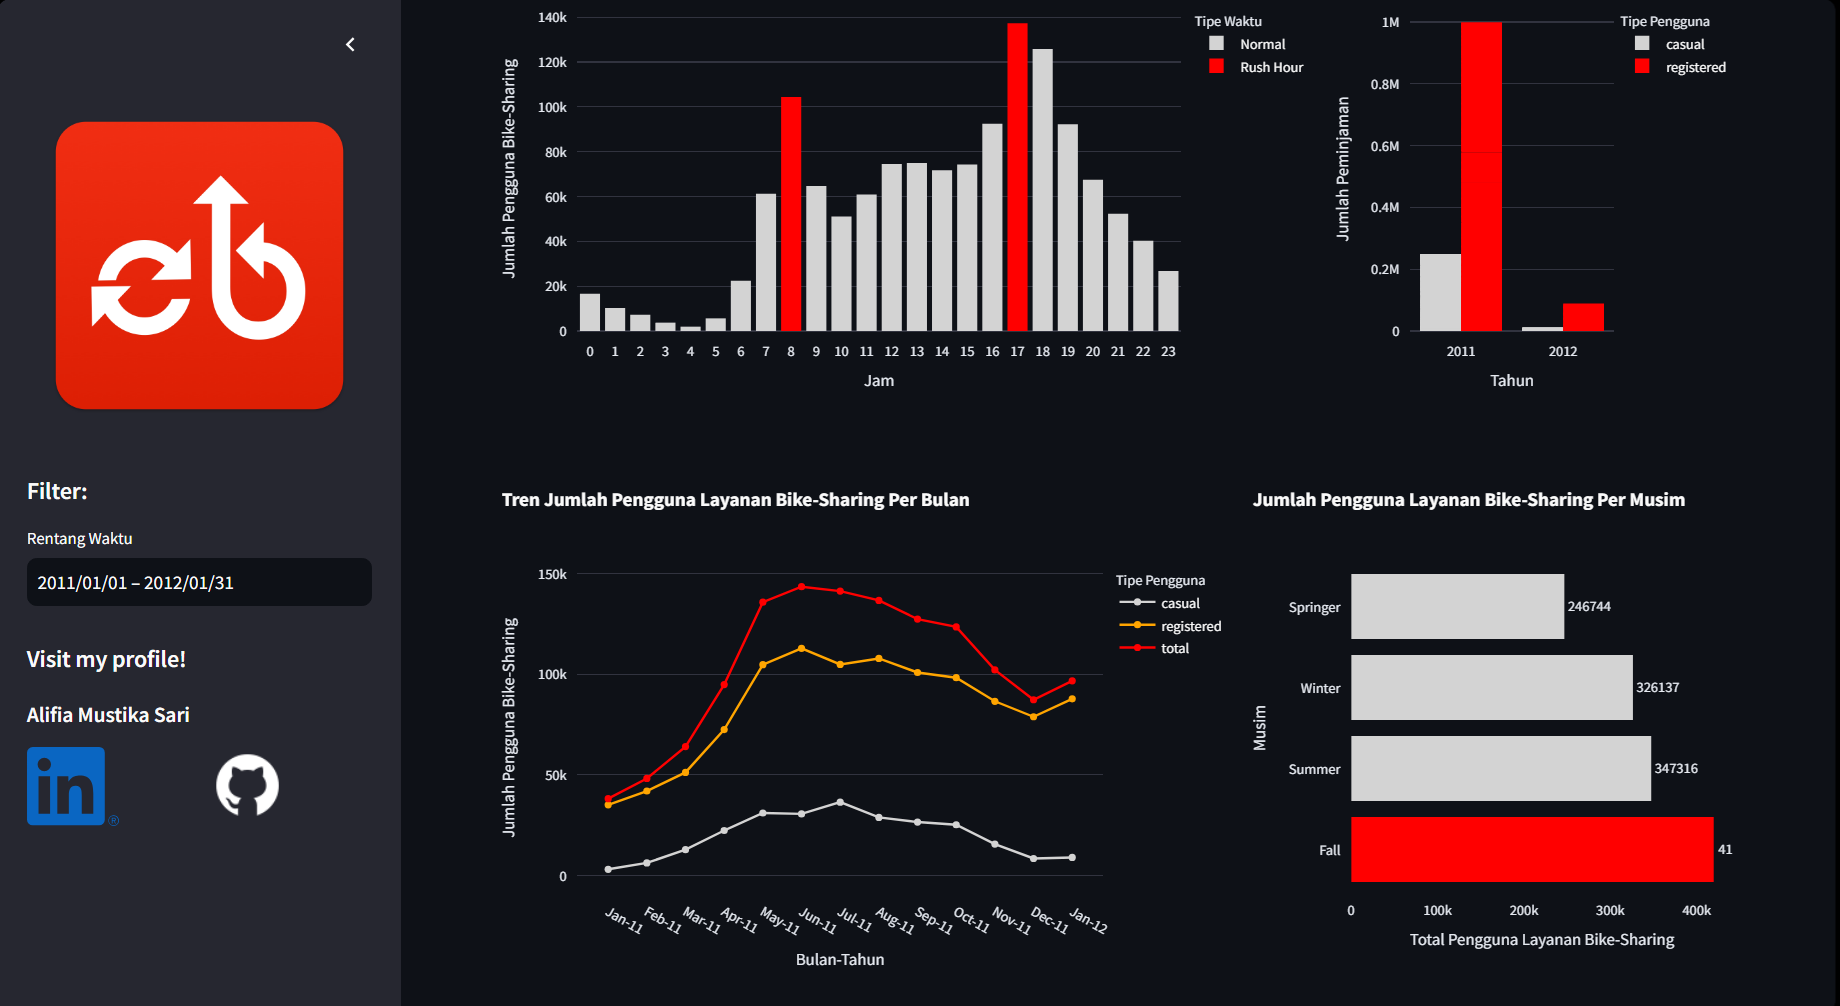 Filter:
Rentang Waktu
2011/01/01 – 2012/01/31
Visit my profile!
Alifia Mustika Sari
in ®
140k
120k
100k
80k
60k
40k
20k
0
Jumlah Pengguna Bike-Sharing
0 1 2 3 4 5 6 7 8 9 10 11 12 13 14 15 16 17 18 19 20 21 22 23
Jam
Tipe Waktu
Normal
Rush Hour
1M
0.8M
0.6M
0.4M
0.2M
0
Jumlah Peminjaman
2011 2012
Tahun
Tipe Pengguna
casual
registered
Tren Jumlah Pengguna Layanan Bike-Sharing Per Bulan
150k
100k
50k
0
Jumlah Pengguna Bike-Sharing
Jan-11 Feb-11 Mar-11 Apr-11 May-11 Jun-11 Jul-11 Aug-11 Sep-11 Oct-11 Nov-11 Dec-11 Jan-12
Bulan-Tahun
Tipe Pengguna
casual
registered
total
Jumlah Pengguna Layanan Bike-Sharing Per Musim
Musim
Springer 246744
Winter 326137
Summer 347316
Fall 41
0 100k 200k 300k 400k
Total Pengguna Layanan Bike-Sharing